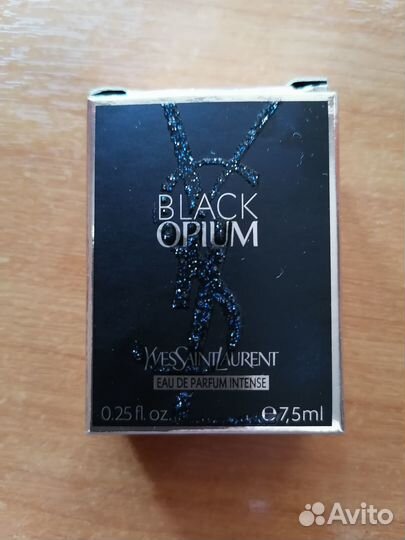 BLACK
OPIUM
YVESSAINTLAURENT
EAU DE PARFUM INTENSE
0.25 fl. oz. ℮7,5ml
Avito